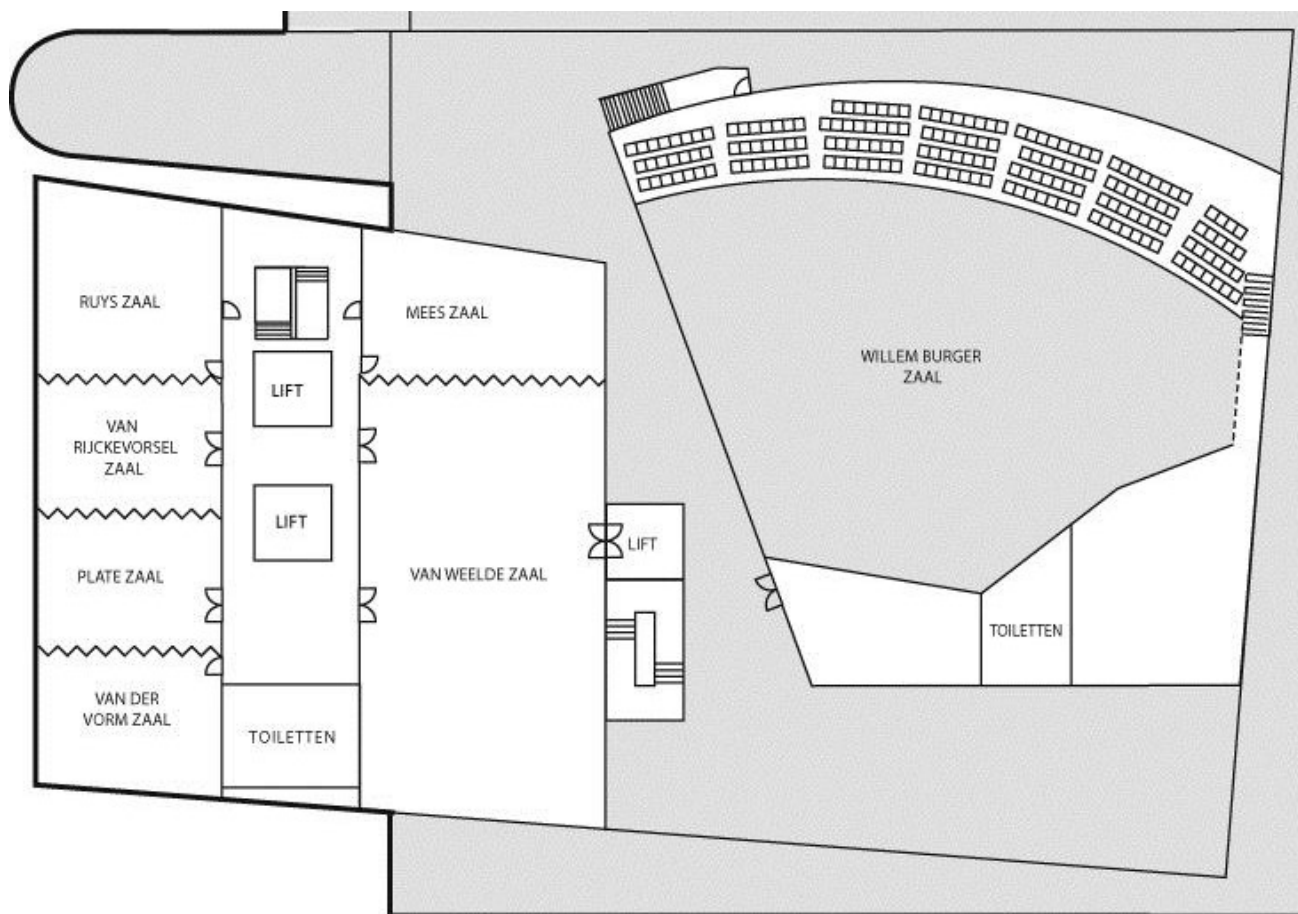 RUYS ZAAL
MEES ZAAL
WILLEM BURGER
ZAAL
LIFT
VAN
RIJCKEVORSEL
ZAAL
LIFT
LIFT
PLATE ZAAL
VAN WEELDE ZAAL
TOILETTEN
VAN DER
VORM ZAAL
TOILETTEN